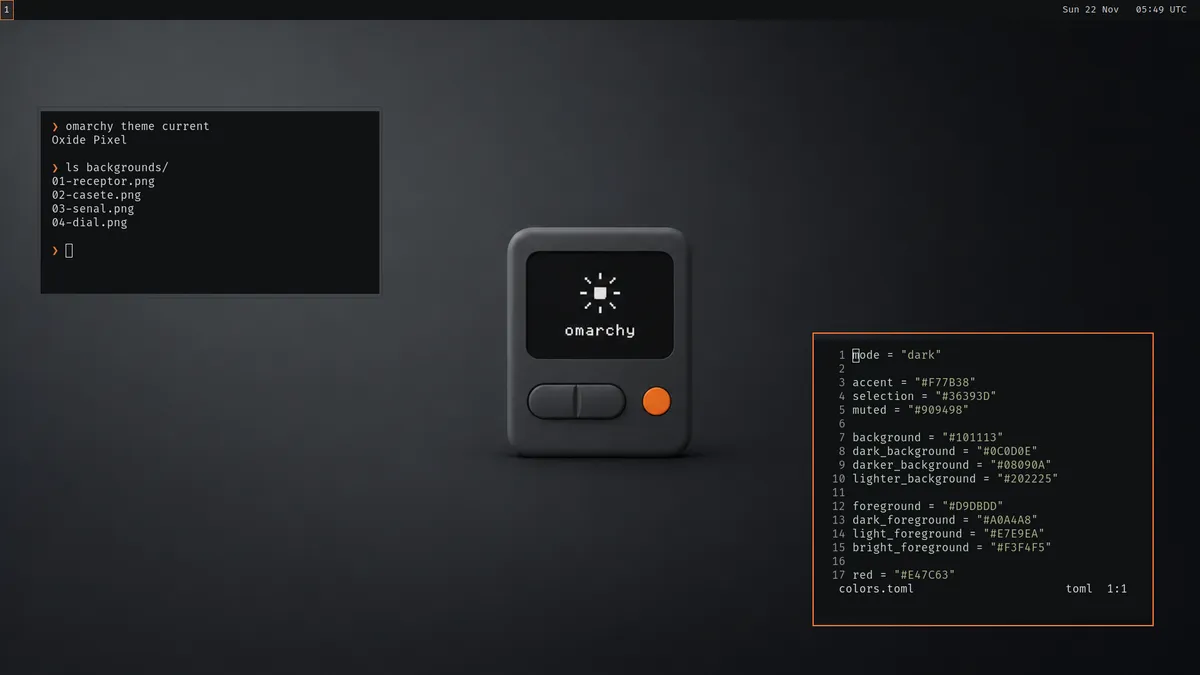 1
Sun 22 Nov 05:49 UTC
❯ omarchy theme current
Oxide Pixel
❯ ls backgrounds/
01-receptor.png
02-casete.png
03-senal.png
04-dial.png
❯
omarchy
1 mode = "dark"
2
3 accent = "#F77B38"
4 selection = "#36393D"
5 muted = "#909498"
6
7 background = "#101113"
8 dark_background = "#0C0D0E"
9 darker_background = "#08090A"
10 lighter_background = "#202225"
11
12 foreground = "#D9DBDD"
13 dark_foreground = "#A0A4A8"
14 light_foreground = "#E7E9EA"
15 bright_foreground = "#F3F4F5"
16
17 red = "#E47C63"
colors.toml toml 1:1